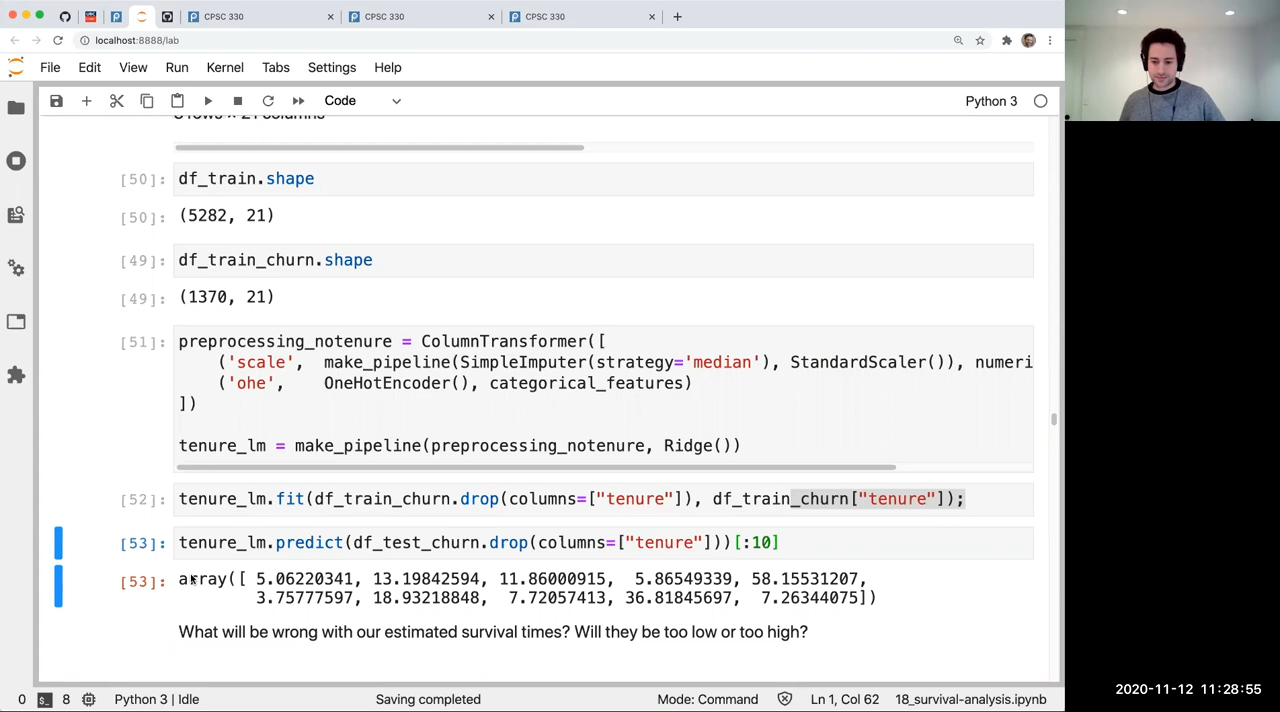 CPSC 330
CPSC 330
CPSC 330
localhost:8888/lab
File Edit View Run Kernel Tabs Settings Help
Code
Python 3
[50]: df_train.shape
[50]: (5282, 21)
[49]: df_train_churn.shape
[49]: (1370, 21)
[51]: preprocessing_notenure = ColumnTransformer([
('scale', make_pipeline(SimpleImputer(strategy='median'), StandardScaler()), numeri
('ohe', OneHotEncoder(), categorical_features)
])
tenure_lm = make_pipeline(preprocessing_notenure, Ridge())
[52]: tenure_lm.fit(df_train_churn.drop(columns=["tenure"]), df_train_churn["tenure"]);
[53]: tenure_lm.predict(df_test_churn.drop(columns=["tenure"]))[:10]
[53]: array([ 5.06220341, 13.19842594, 11.86000915, 5.86549339, 58.15531207,
3.75777597, 18.93218848, 7.72057413, 36.81845697, 7.26344075])
What will be wrong with our estimated survival times? Will they be too low or too high?
0 8 Python 3 | Idle Saving completed Mode: Command Ln 1, Col 62 18_survival-analysis.ipynb
2020-11-12 11:28:55